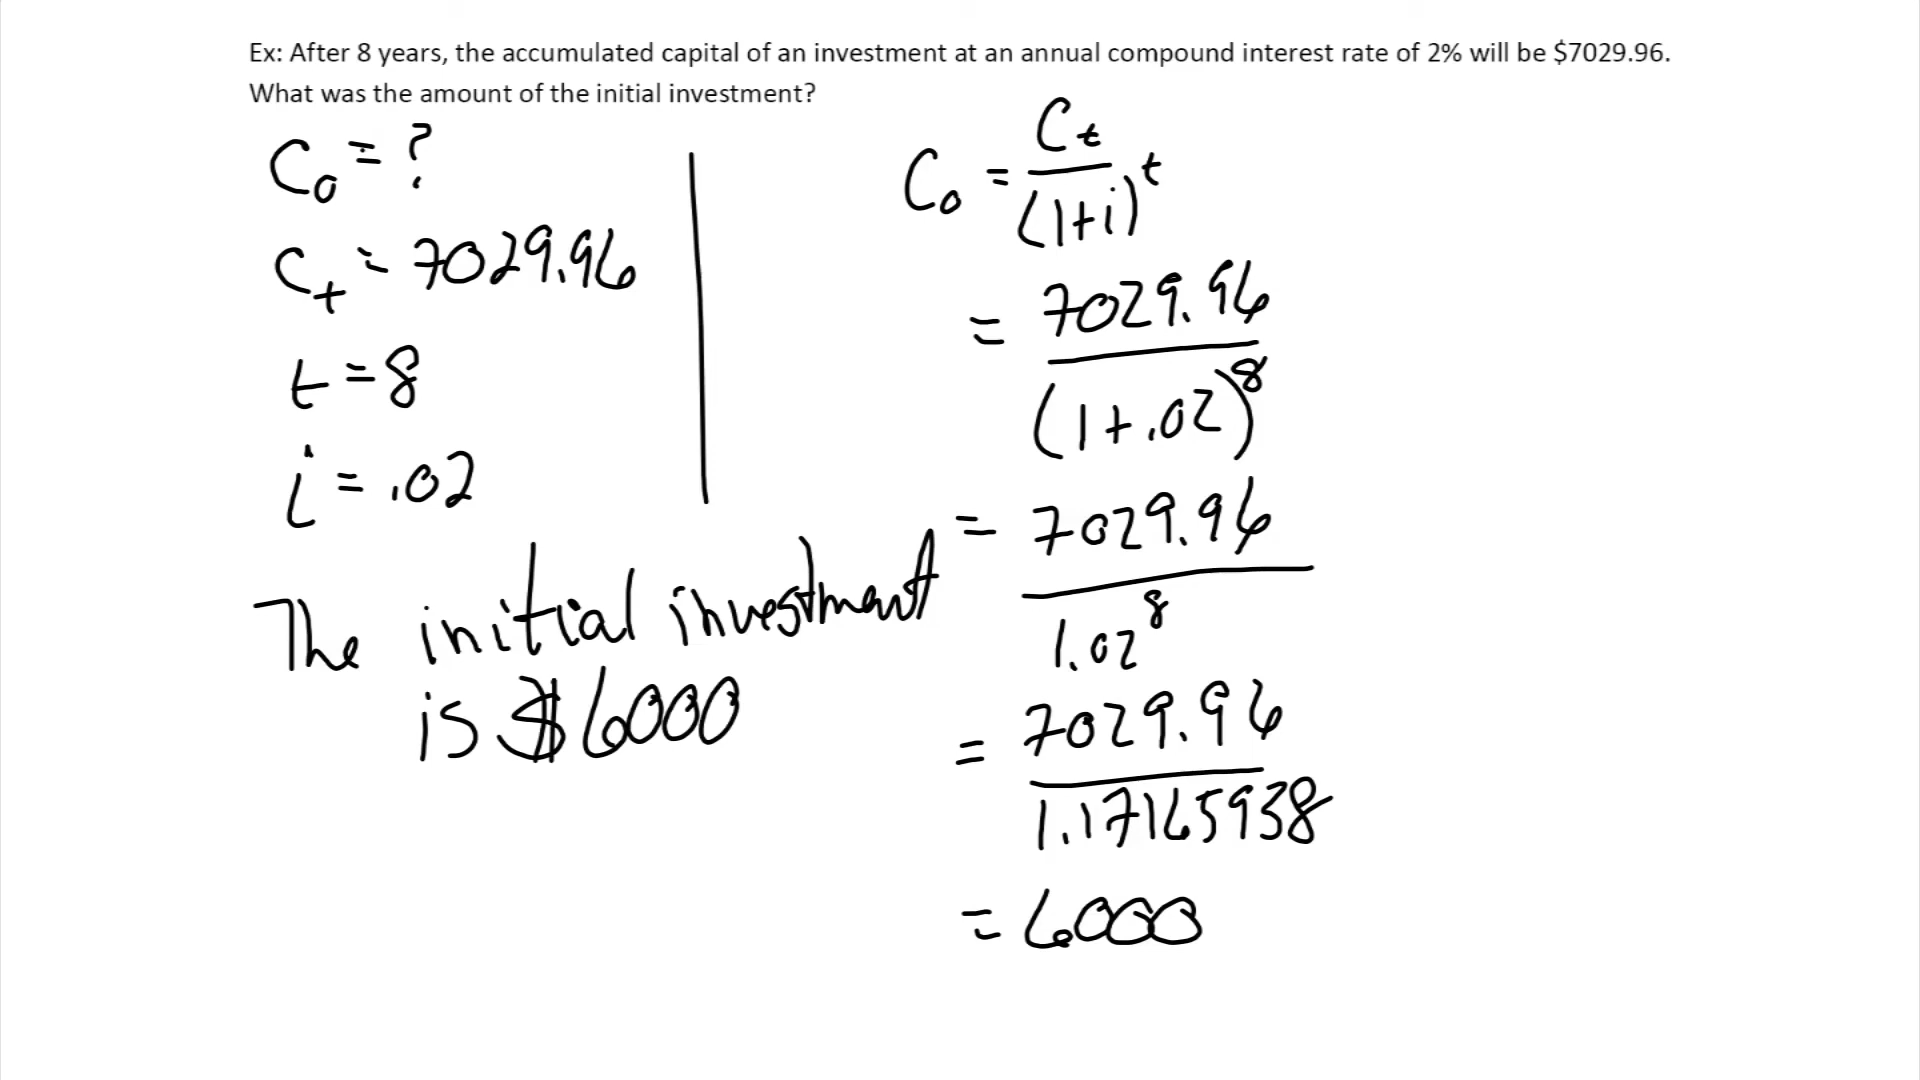 Ex: After 8 years, the accumulated capital of an investment at an annual compound interest rate of 2% will be $7029.96.
What was the amount of the initial investment?
C₀ = ?
Cₜ = 7029.96
t = 8
i = .02
The initial investment
is $6000
C₀ = Cₜ / (1+i)ᵗ
= 7029.96 / (1+.02)⁸
= 7029.96 / 1.02⁸
= 7029.96 / 1.17165938
= 6000